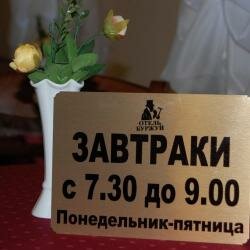 ОТЕЛЬ
БУРЖУЙ
ЗАВТРАКИ
с 7.30 до 9.00
Понедельник-пятница